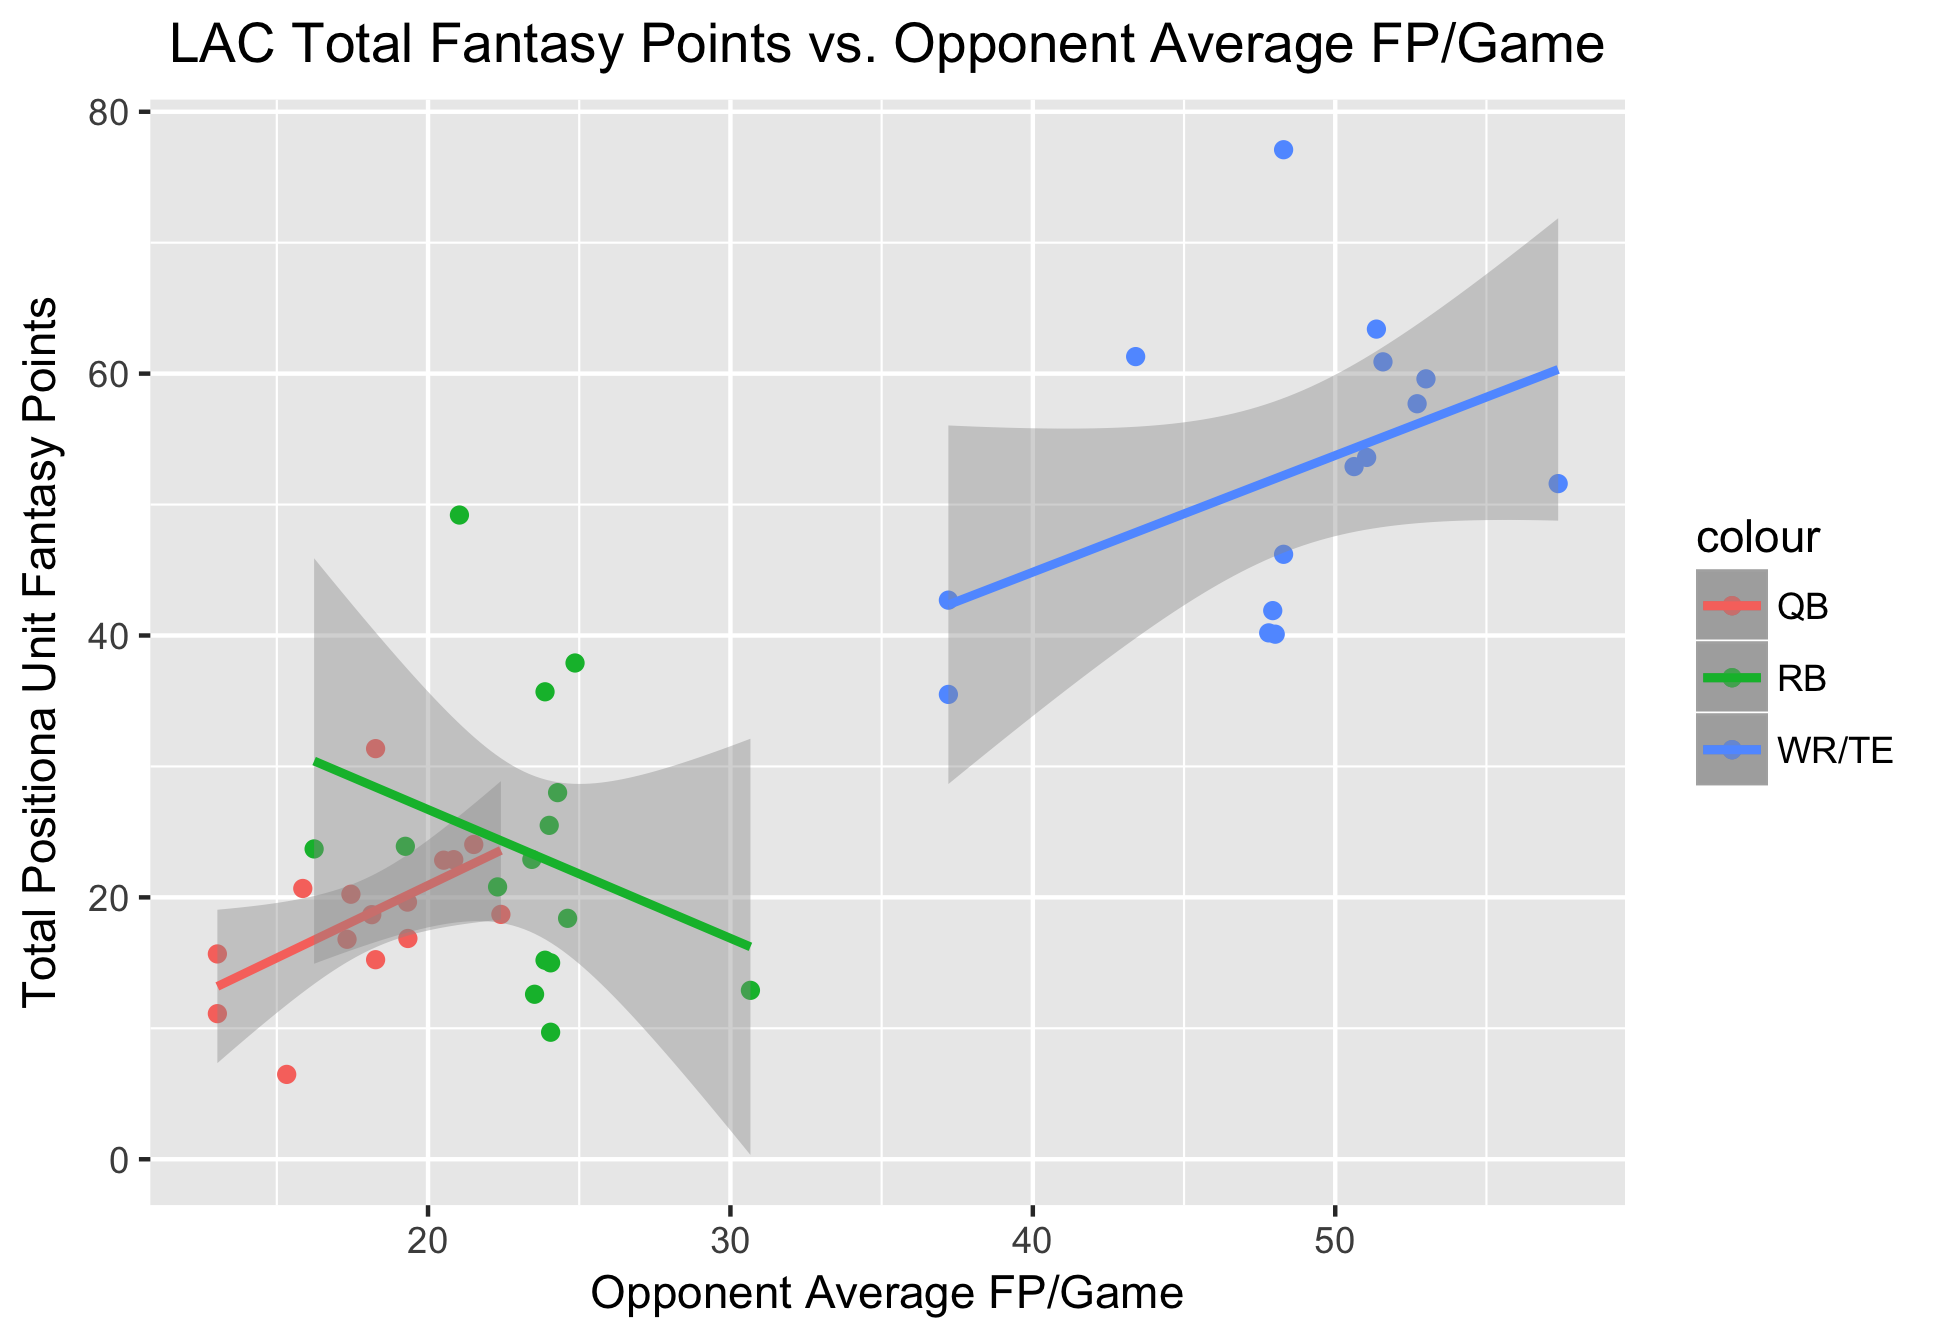 LAC Total Fantasy Points vs. Opponent Average FP/Game
Total Positiona Unit Fantasy Points
80
60
40
20
0
20
30
40
50
Opponent Average FP/Game
colour
QB
RB
WR/TE